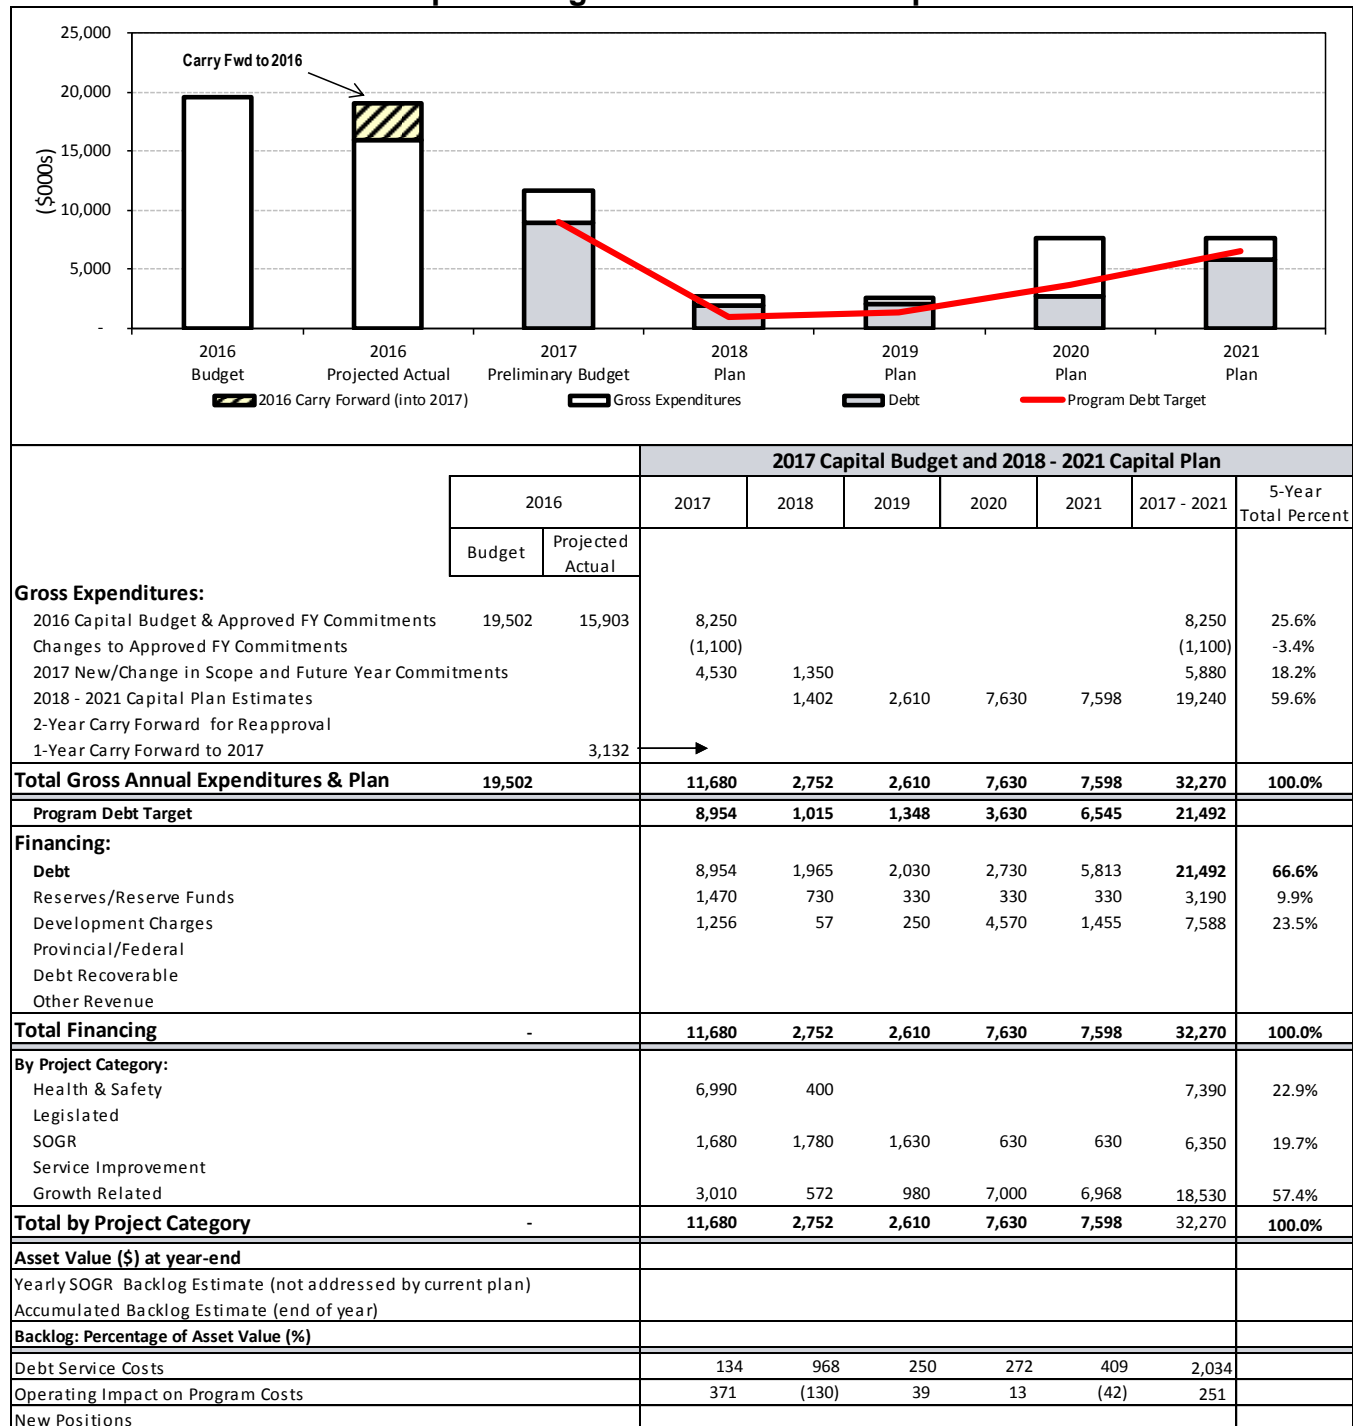 25,000
Carry Fwd to 2016
20,000
15,000
($000s)
10,000
5,000
-
2016 2016 2017 2018 2019 2020 2021
Budget Projected Actual Preliminary Budget Plan Plan Plan Plan
2016 Carry Forward (into 2017) Gross Expenditures Debt Program Debt Target
2017 Capital Budget and 2018 - 2021 Capital Plan
2016 2017 2018 2019 2020 2021 2017 - 2021 5-Year
Total Percent
Budget Projected
Actual
Gross Expenditures:
2016 Capital Budget & Approved FY Commitments 19,502 15,903 8,250 8,250 25.6%
Changes to Approved FY Commitments (1,100) (1,100) -3.4%
2017 New/Change in Scope and Future Year Commitments 4,530 1,350 5,880 18.2%
2018 - 2021 Capital Plan Estimates 1,402 2,610 7,630 7,598 19,240 59.6%
2-Year Carry Forward for Reapproval
1-Year Carry Forward to 2017 3,132
Total Gross Annual Expenditures & Plan 19,502 11,680 2,752 2,610 7,630 7,598 32,270 100.0%
Program Debt Target 8,954 1,015 1,348 3,630 6,545 21,492
Financing:
Debt 8,954 1,965 2,030 2,730 5,813 21,492 66.6%
Reserves/Reserve Funds 1,470 730 330 330 330 3,190 9.9%
Development Charges 1,256 57 250 4,570 1,455 7,588 23.5%
Provincial/Federal
Debt Recoverable
Other Revenue
Total Financing - 11,680 2,752 2,610 7,630 7,598 32,270 100.0%
By Project Category:
Health & Safety 6,990 400 7,390 22.9%
Legislated
SOGR 1,680 1,780 1,630 630 630 6,350 19.7%
Service Improvement
Growth Related 3,010 572 980 7,000 6,968 18,530 57.4%
Total by Project Category - 11,680 2,752 2,610 7,630 7,598 32,270 100.0%
Asset Value ($) at year-end
Yearly SOGR Backlog Estimate (not addressed by current plan)
Accumulated Backlog Estimate (end of year)
Backlog: Percentage of Asset Value (%)
Debt Service Costs 134 968 250 272 409 2,034
Operating Impact on Program Costs 371 (130) 39 13 (42) 251
New Positions